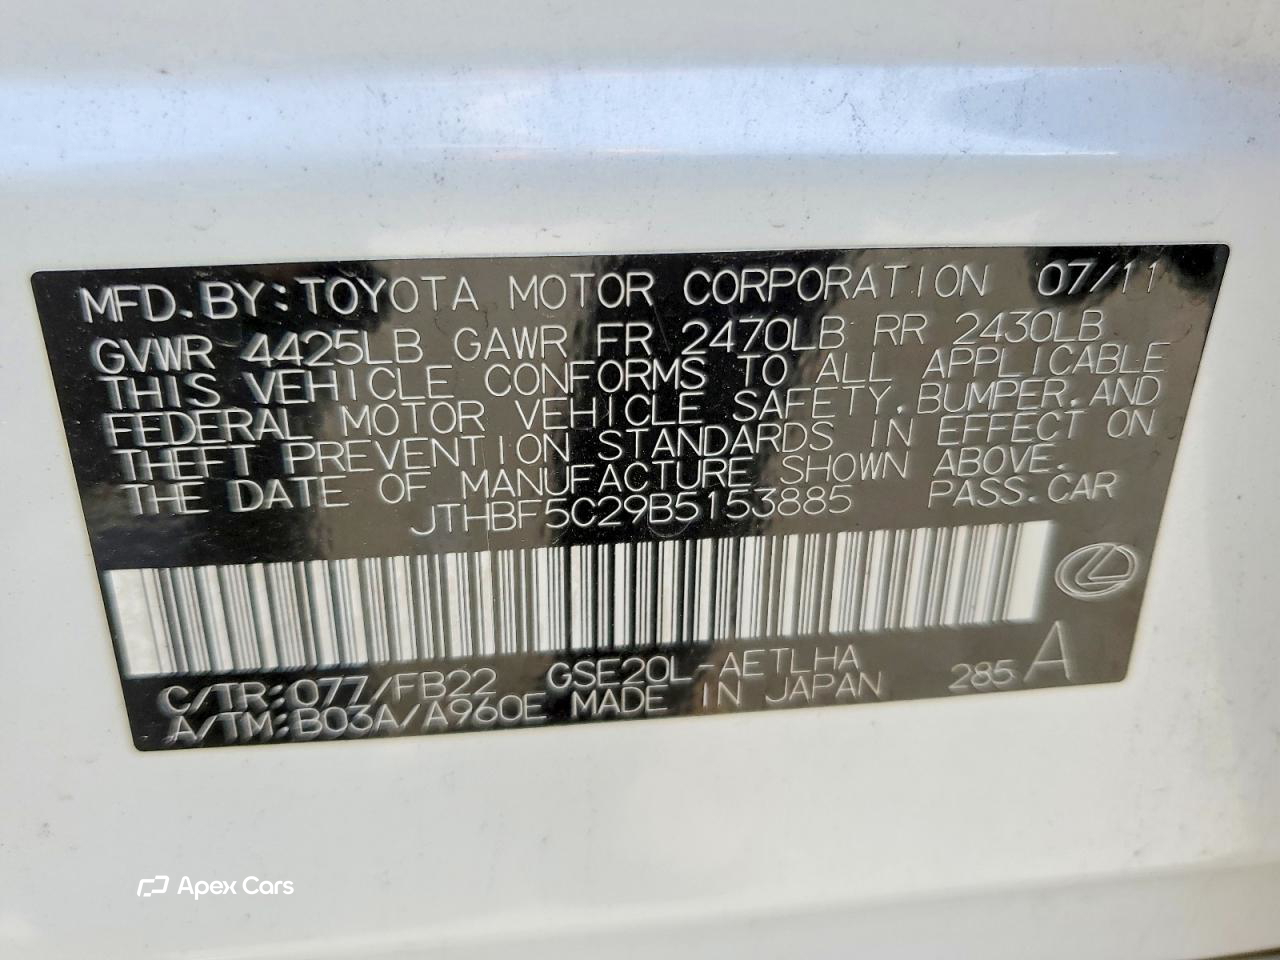 MFD. BY: TOYOTA MOTOR CORPORATION 07/11
GVWR 4425LB GAWR FR 2470LB RR 2430LB
THIS VEHICLE CONFORMS TO ALL APPLICABLE
FEDERAL MOTOR VEHICLE SAFETY, BUMPER, AND
THEFT PREVENTION STANDARDS IN EFFECT ON
THE DATE OF MANUFACTURE SHOWN ABOVE.
JTHBF5C29B5153885 PASS. CAR
C/TR: 077/FB22 GSE20L-AETLHA
A/TM: B03A/A960E MADE IN JAPAN 285 A
Apex Cars